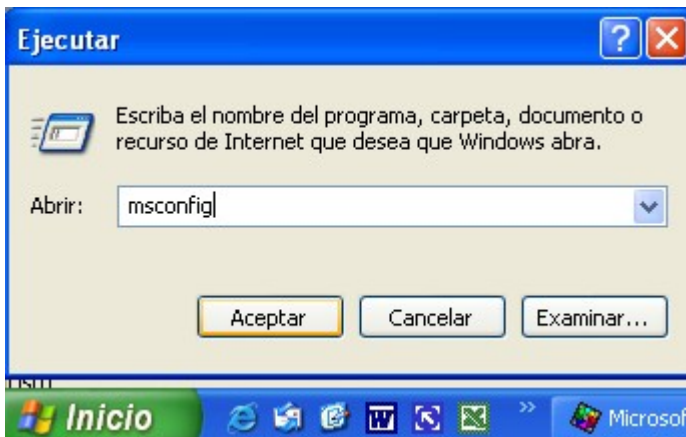 Ejecutar
Escriba el nombre del programa, carpeta, documento o
recurso de Internet que desea que Windows abra.
Abrir: msconfig
Aceptar Cancelar Examinar...
Inicio W Microsof